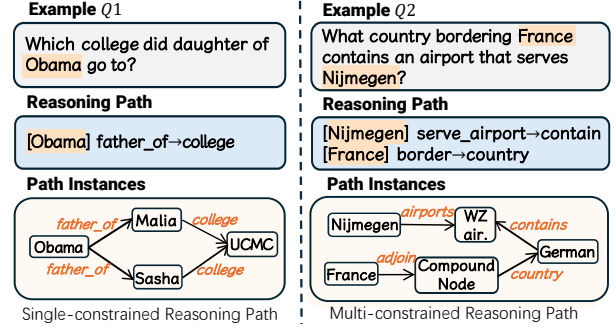 Example Q1
Which college did daughter of
Obama go to?
Reasoning Path
[Obama] father_of→college
Path Instances
father_of
Malia
college
Obama
UCMC
father_of
Sasha
college
Single-constrained Reasoning Path
Example Q2
What country bordering France
contains an airport that serves
Nijmegen?
Reasoning Path
[Nijmegen] serve_airport→contain
[France] border→country
Path Instances
Nijmegen
airports
WZ
air.
contains
German
France
adjoin
Compound
Node
country
Multi-constrained Reasoning Path